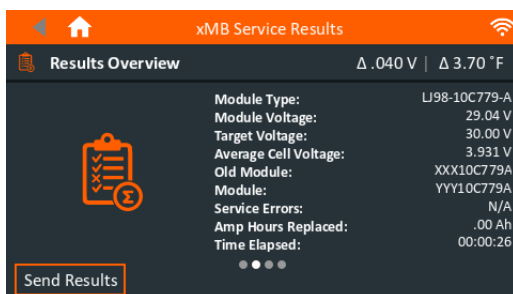 xMB Service Results
Results Overview Δ .040 V | Δ 3.70 °F
Module Type: LJ98-10C779-A
Module Voltage: 29.04 V
Target Voltage: 30.00 V
Average Cell Voltage: 3.931 V
Old Module: XXX10C779A
Module: YYY10C779A
Service Errors: N/A
Amp Hours Replaced: .00 Ah
Time Elapsed: 00:00:26
Send Results